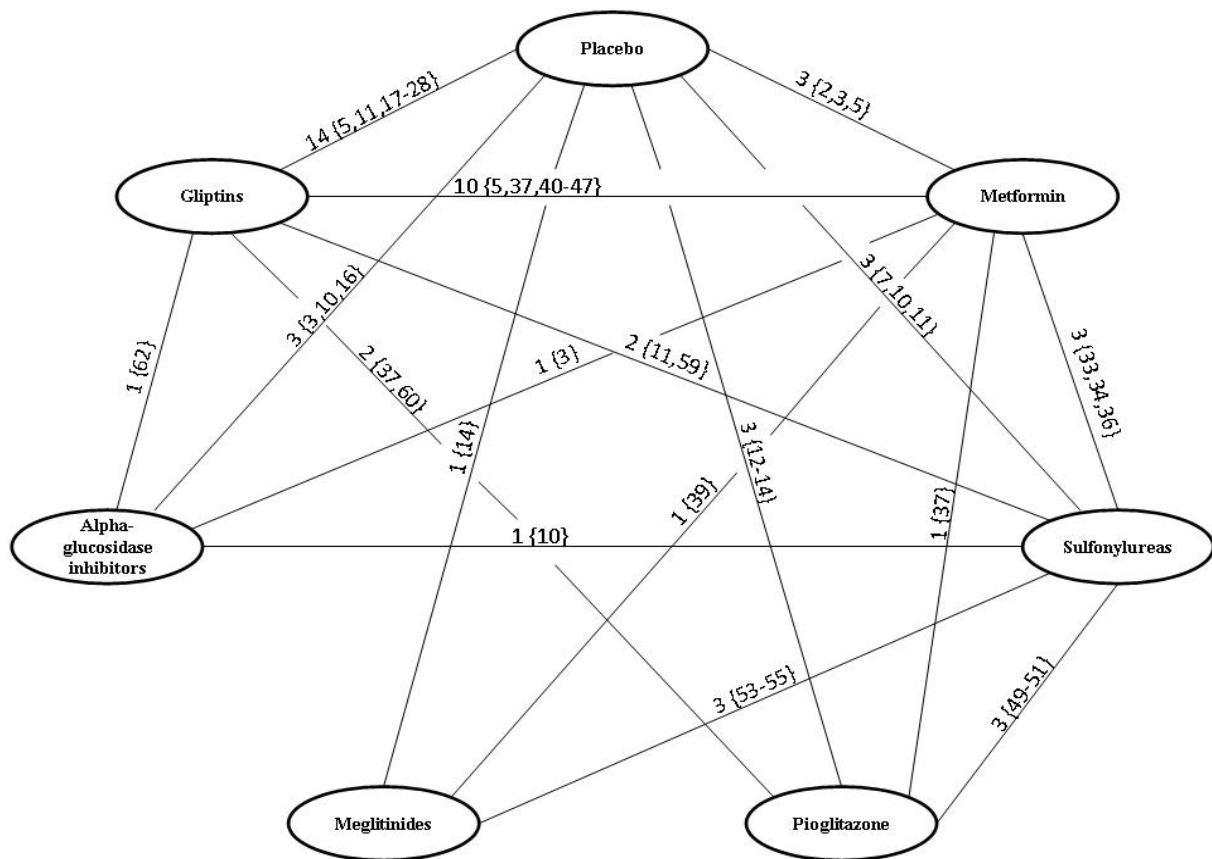 Placebo
3 {2,3,5}
14 {5,11,17-28}
10 {5,37,40-47}
Gliptins
Metformin
3 {3,10,16}
3 {7,10,11}
1 {62}
2 {37,60}
1 {3}
2 {11,59}
3 {33,34,36}
1 {14}
3 {12-14}
1 {39}
1 {37}
Alpha-
glucosidase
inhibitors
1 {10}
Sulfonylureas
3 {53-55}
3 {49-51}
Meglitinides
Pioglitazone